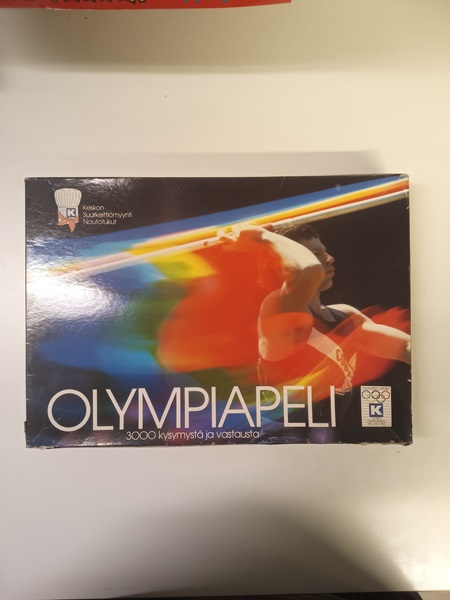 K
Keskon
Suurkeittiömyynti
Noutotukut
OLYMPIAPELI
3000 kysymystä ja vastausta
K